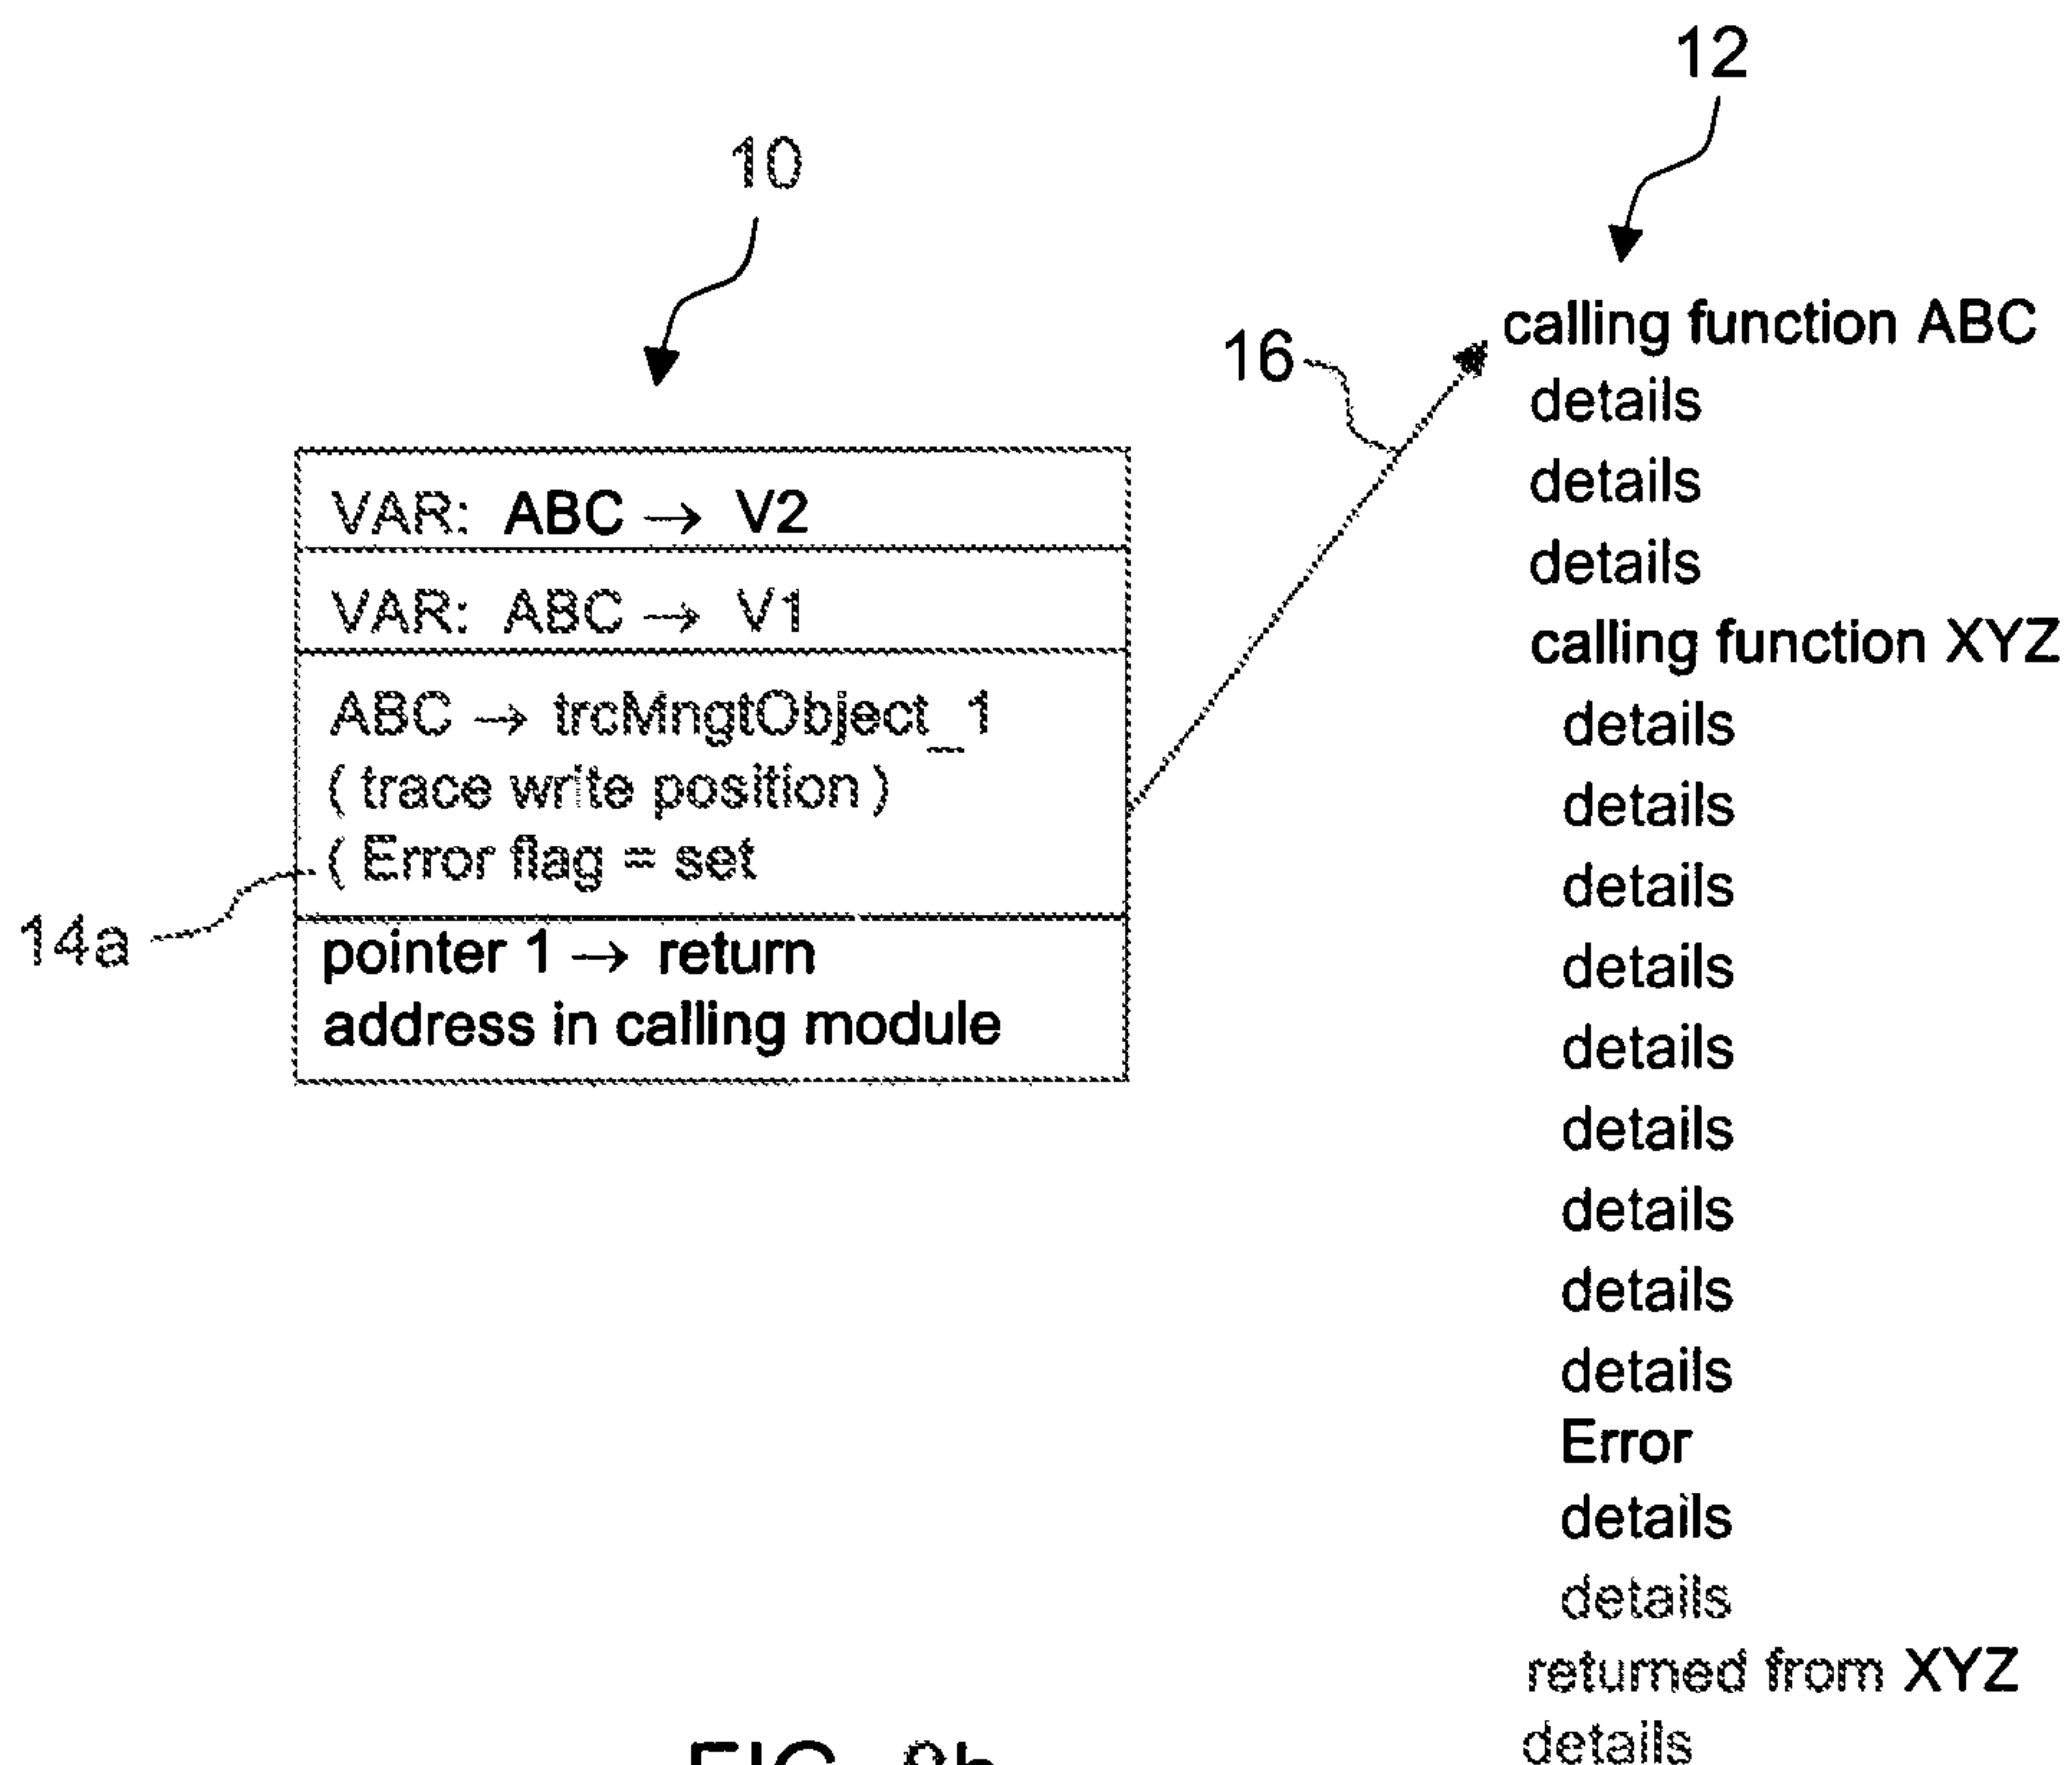 12
10
16
calling function ABC
details
details
details
calling function XYZ
details
details
details
details
details
details
details
details
details
Error
details
details
returned from XYZ
details
VAR: ABC → V2
VAR: ABC → V1
ABC → trcMngtObject_1
( trace write position )
( Error flag = set
14a
pointer 1 → return
address in calling module
FIG.